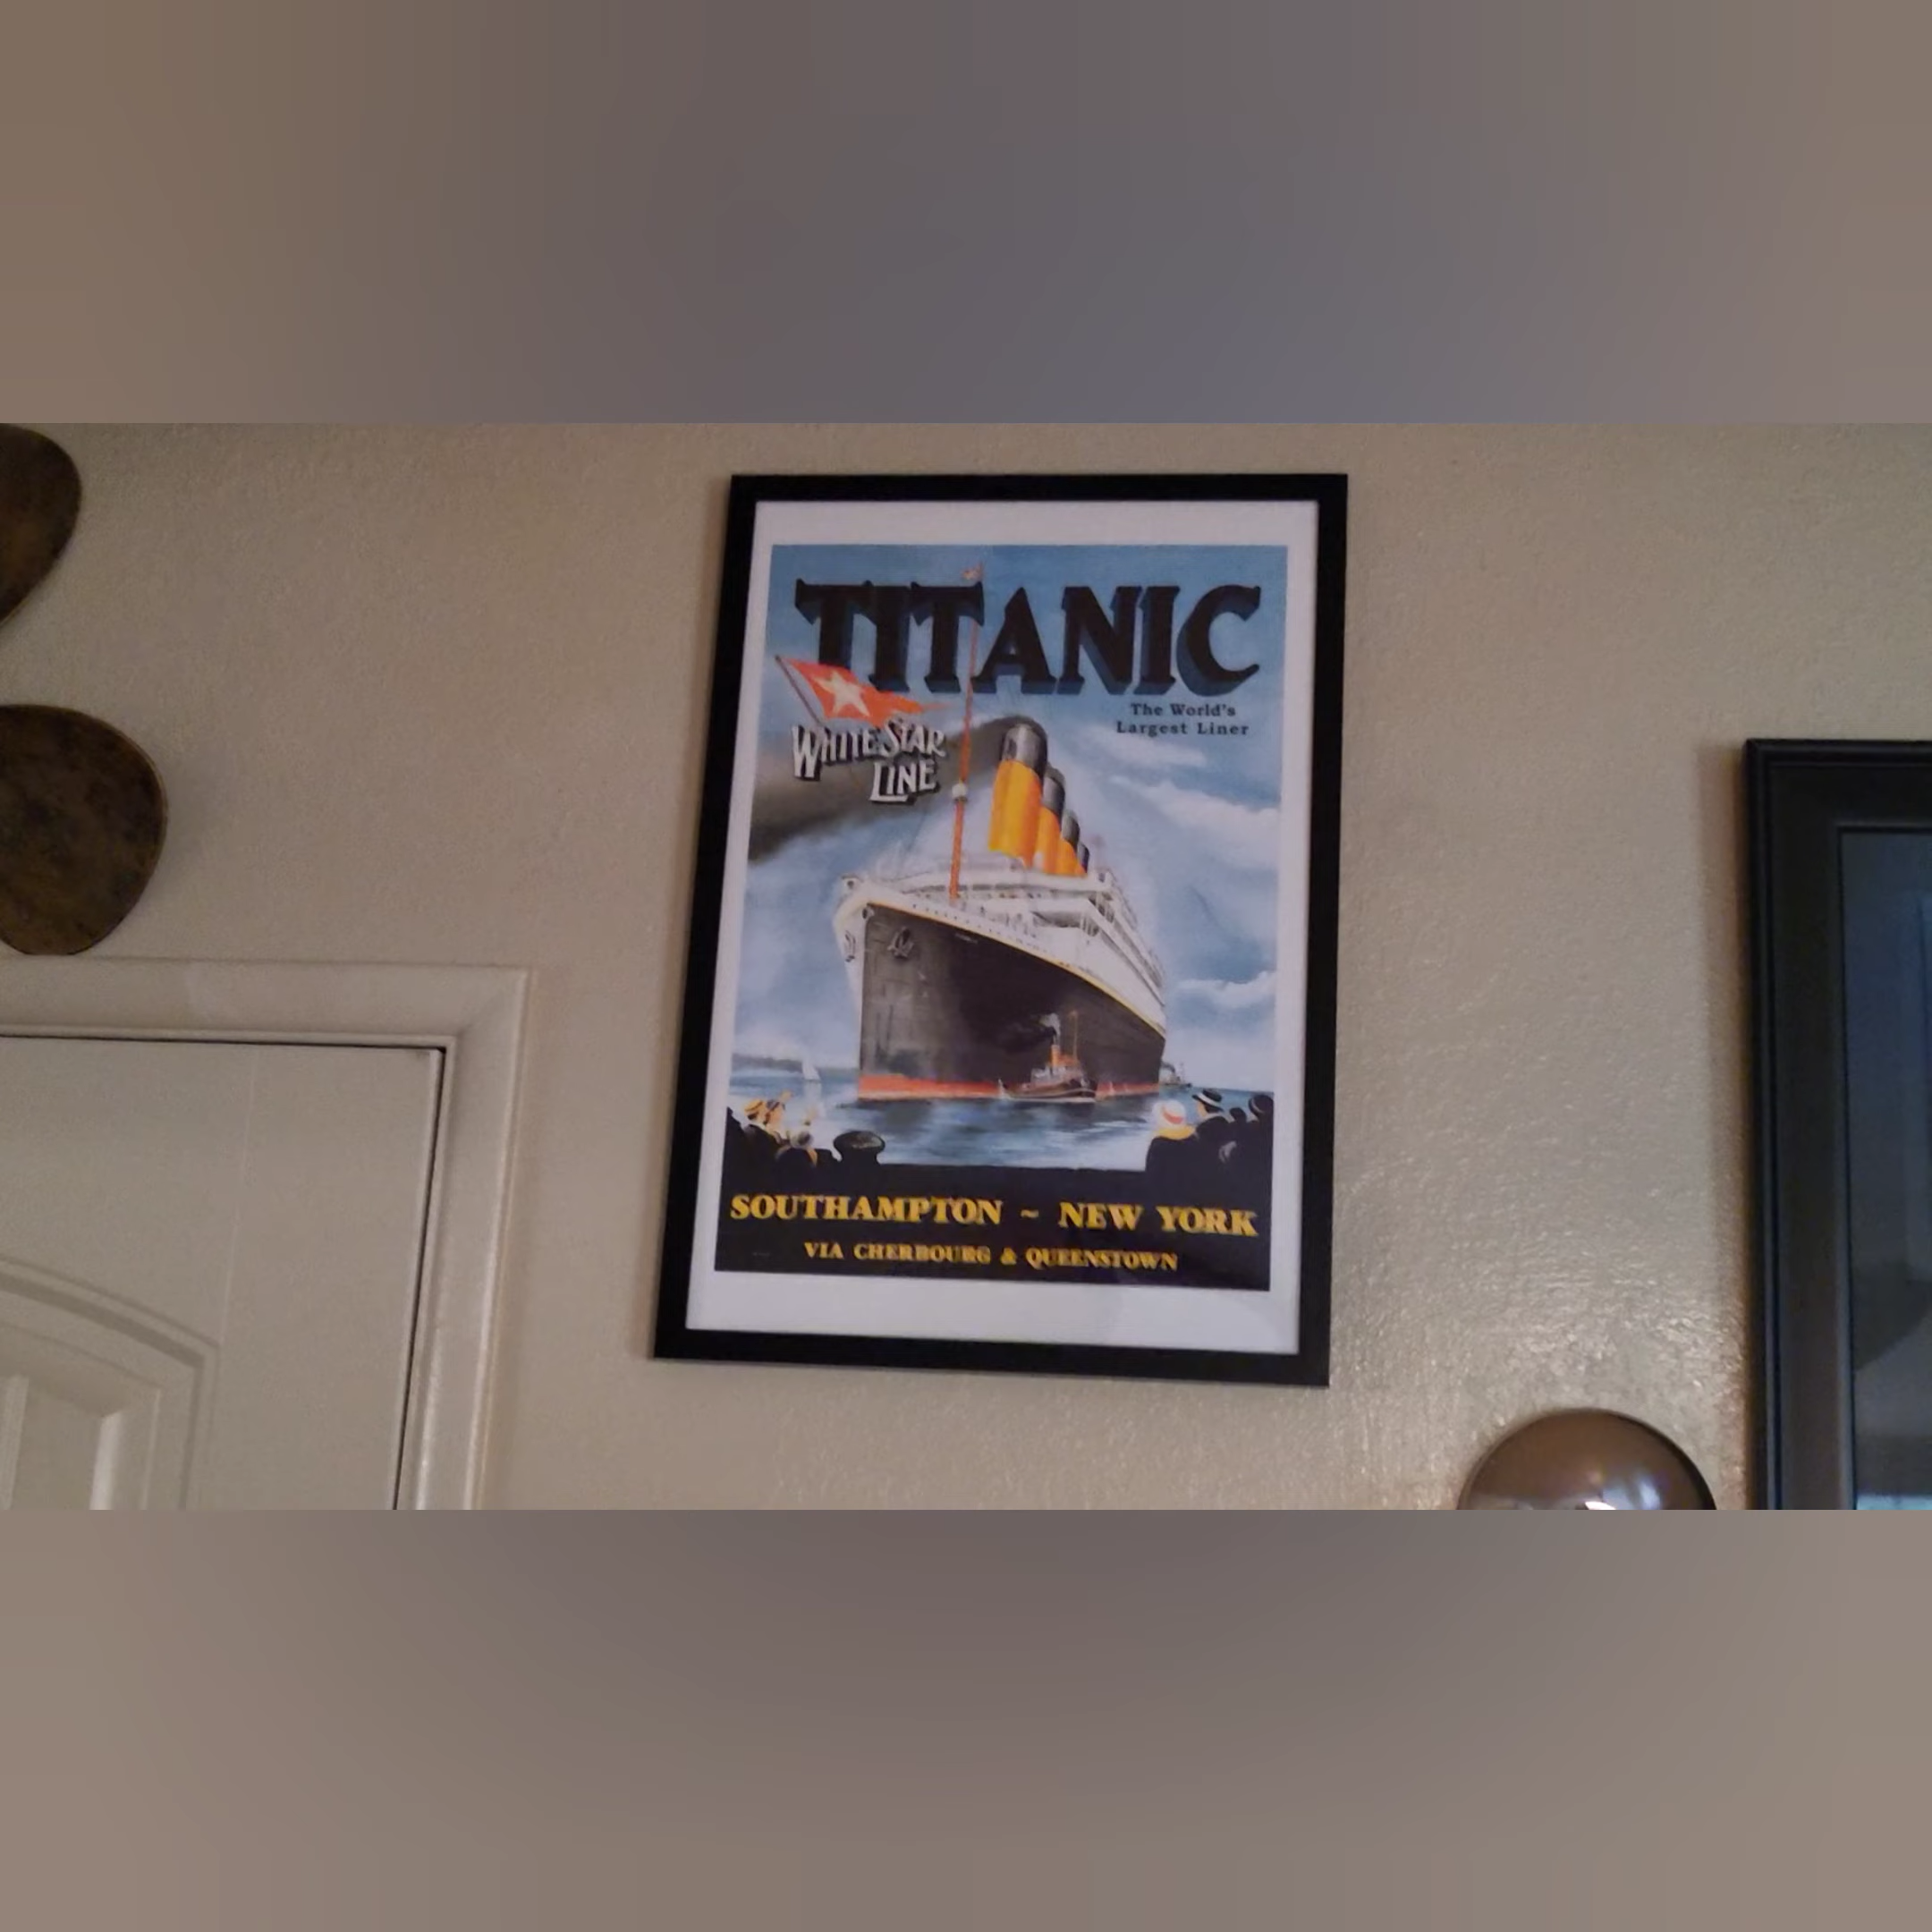 TITANIC
The World's
Largest Liner
WHITE STAR
LINE
SOUTHAMPTON ~ NEW YORK
VIA CHERBOURG & QUEENSTOWN